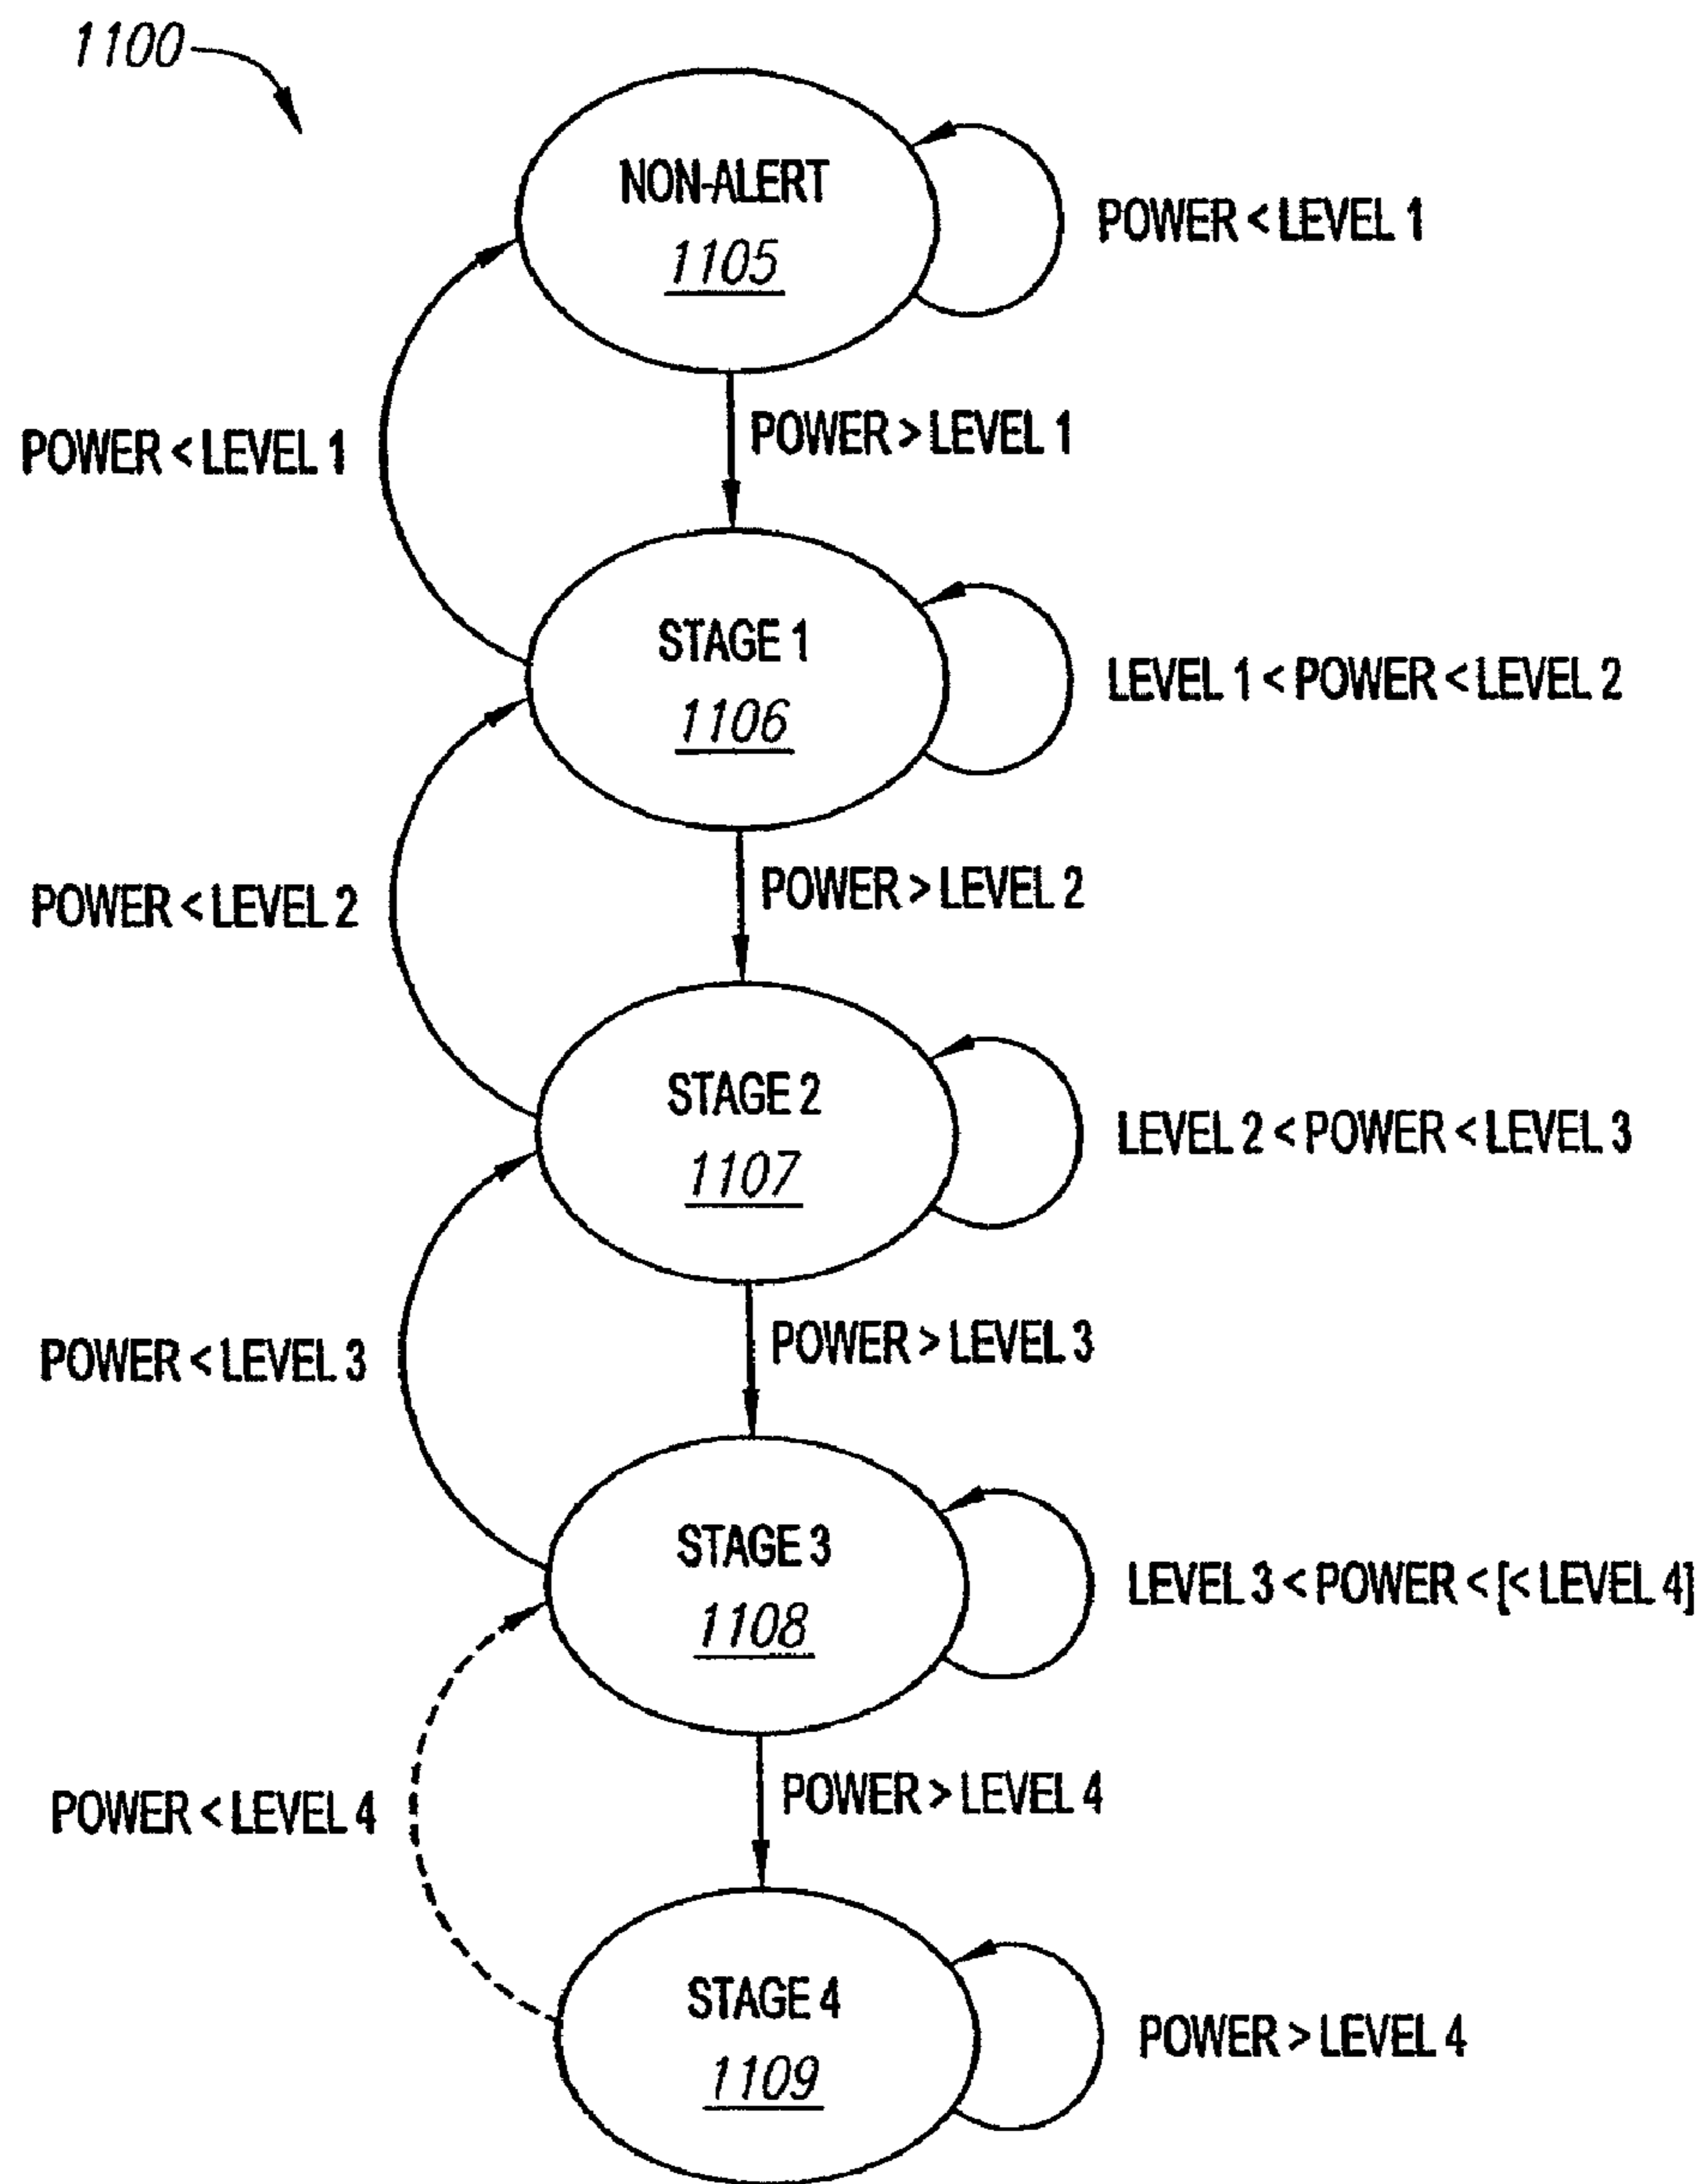 1100
NON-ALERT
1105
POWER < LEVEL 1
POWER < LEVEL 1
POWER > LEVEL 1
STAGE 1
1106
LEVEL 1 < POWER < LEVEL 2
POWER < LEVEL 2
POWER > LEVEL 2
STAGE 2
1107
LEVEL 2 < POWER < LEVEL 3
POWER < LEVEL 3
POWER > LEVEL 3
STAGE 3
1108
LEVEL 3 < POWER < [< LEVEL 4]
POWER < LEVEL 4
POWER > LEVEL 4
STAGE 4
1109
POWER > LEVEL 4